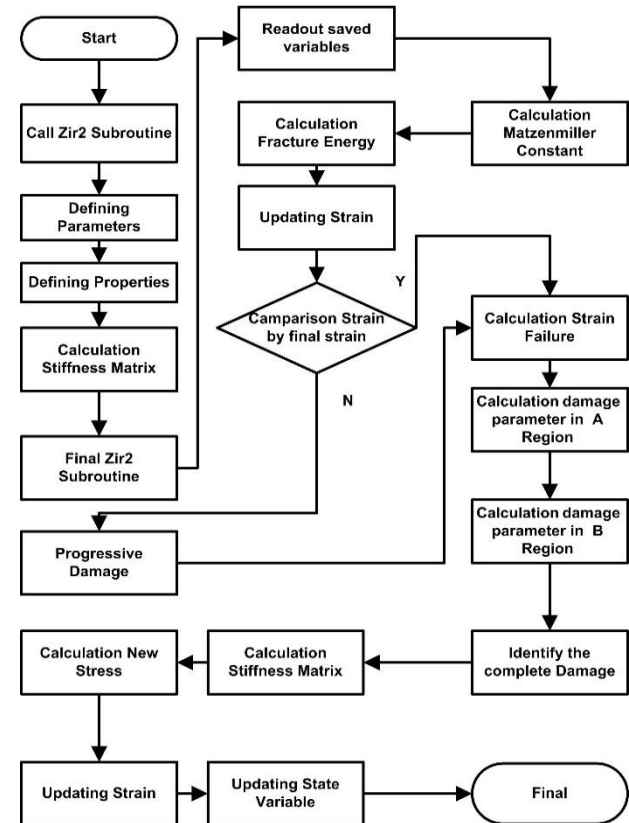 Start
Call Zir2 Subroutine
Defining
Parameters
Defining Properties
Calculation
Stiffness Matrix
Final Zir2
Subroutine
Readout saved
variables
Calculation
Matzenmiller
Constant
Calculation
Fracture Energy
Updating Strain
Camparison Strain
by final strain
Y
N
Progressive
Damage
Calculation Strain
Failure
Calculation damage
parameter in A
Region
Calculation damage
parameter in B
Region
Identify the
complete Damage
Calculation
Stiffness Matrix
Calculation New
Stress
Updating Strain
Updating State
Variable
Final